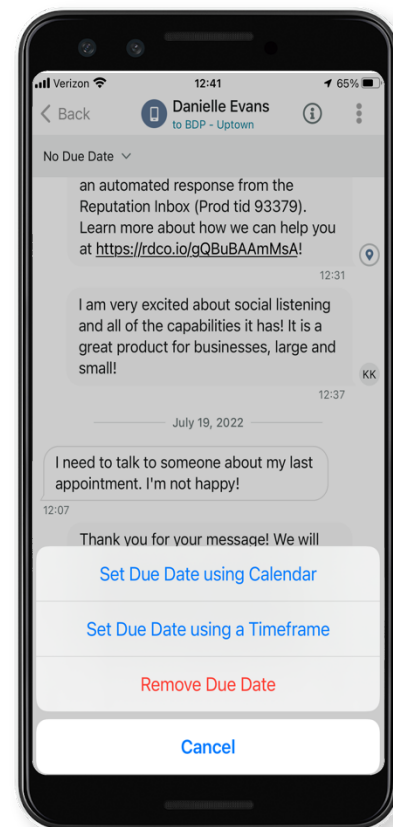 Verizon 12:41 65%
Back Danielle Evans
to BDP - Uptown
No Due Date
an automated response from the
Reputation Inbox (Prod tid 93379).
Learn more about how we can help you
at https://rdco.io/gQBuBAAmMsA!
12:31
I am very excited about social listening
and all of the capabilities it has! It is a
great product for businesses, large and
small!
KK
12:37
July 19, 2022
I need to talk to someone about my last
appointment. I'm not happy!
12:07
Thank you for your message! We will
Set Due Date using Calendar
Set Due Date using a Timeframe
Remove Due Date
Cancel